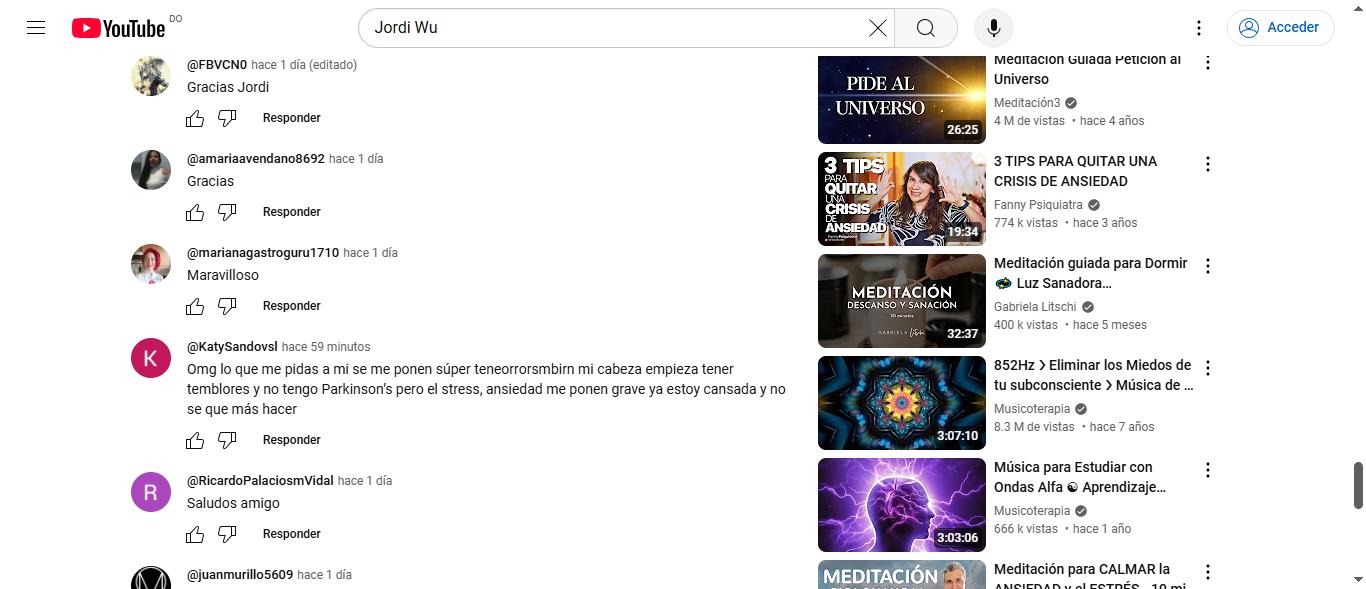 YouTube DO
Jordi Wu
Acceder
@FBVCN0 hace 1 día (editado)
Gracias Jordi
Responder
@amariaavendano8692 hace 1 día
Gracias
Responder
@marianagastroguru1710 hace 1 día
Maravilloso
Responder
K
@KatySandovsl hace 59 minutos
Omg lo que me pidas a mi se me ponen súper teneorrorsmbirn mi cabeza empieza tener
temblores y no tengo Parkinson's pero el stress, ansiedad me ponen grave ya estoy cansada y no
se que más hacer
Responder
R
@RicardoPalaciosmVidal hace 1 día
Saludos amigo
Responder
@juanmurillo5609 hace 1 día
PIDE AL
UNIVERSO
26:25
Meditación Guiada Petición al
Universo
Meditación3
4 M de vistas • hace 4 años
3 TIPS
PARA
QUITAR
UNA
CRISIS
DE
ANSIEDAD
19:34
3 TIPS PARA QUITAR UNA
CRISIS DE ANSIEDAD
Fanny Psiquiatra
774 k vistas • hace 3 años
MEDITACIÓN
DESCANSO Y SANACIÓN
30 minutos
GABRIELA Litschi
32:37
Meditación guiada para Dormir
Luz Sanadora…
Gabriela Litschi
400 k vistas • hace 5 meses
3:07:10
852Hz ❯ Eliminar los Miedos de
tu subconsciente ❯ Música de …
Musicoterapia
8.3 M de vistas • hace 7 años
3:03:06
Música para Estudiar con
Ondas Alfa ☯ Aprendizaje…
Musicoterapia
666 k vistas • hace 1 año
MEDITACIÓN
Meditación para CALMAR la
ANSIEDAD y el ESTRÉS - 10 mi